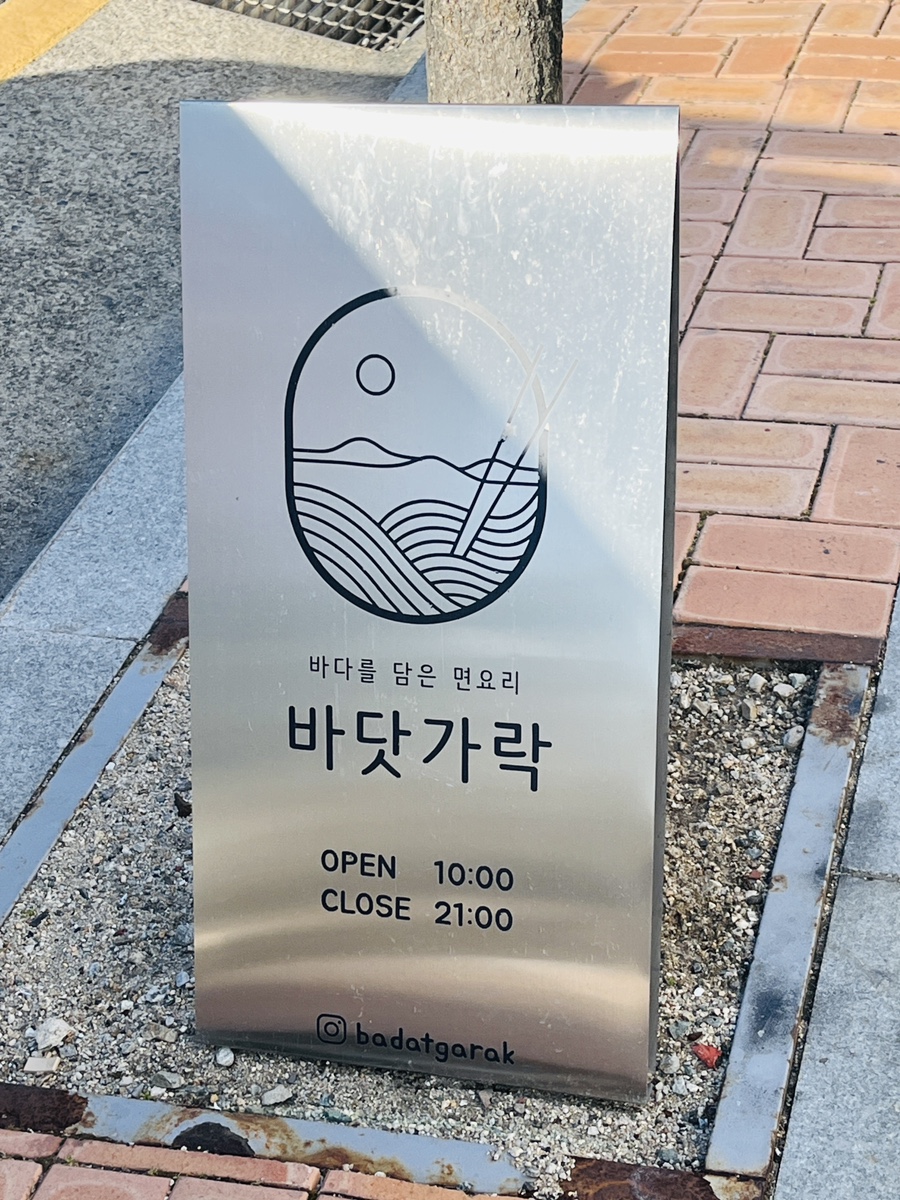 바다를 담은 면요리
바닷가락
OPEN 10:00
CLOSE 21:00
badatgarak